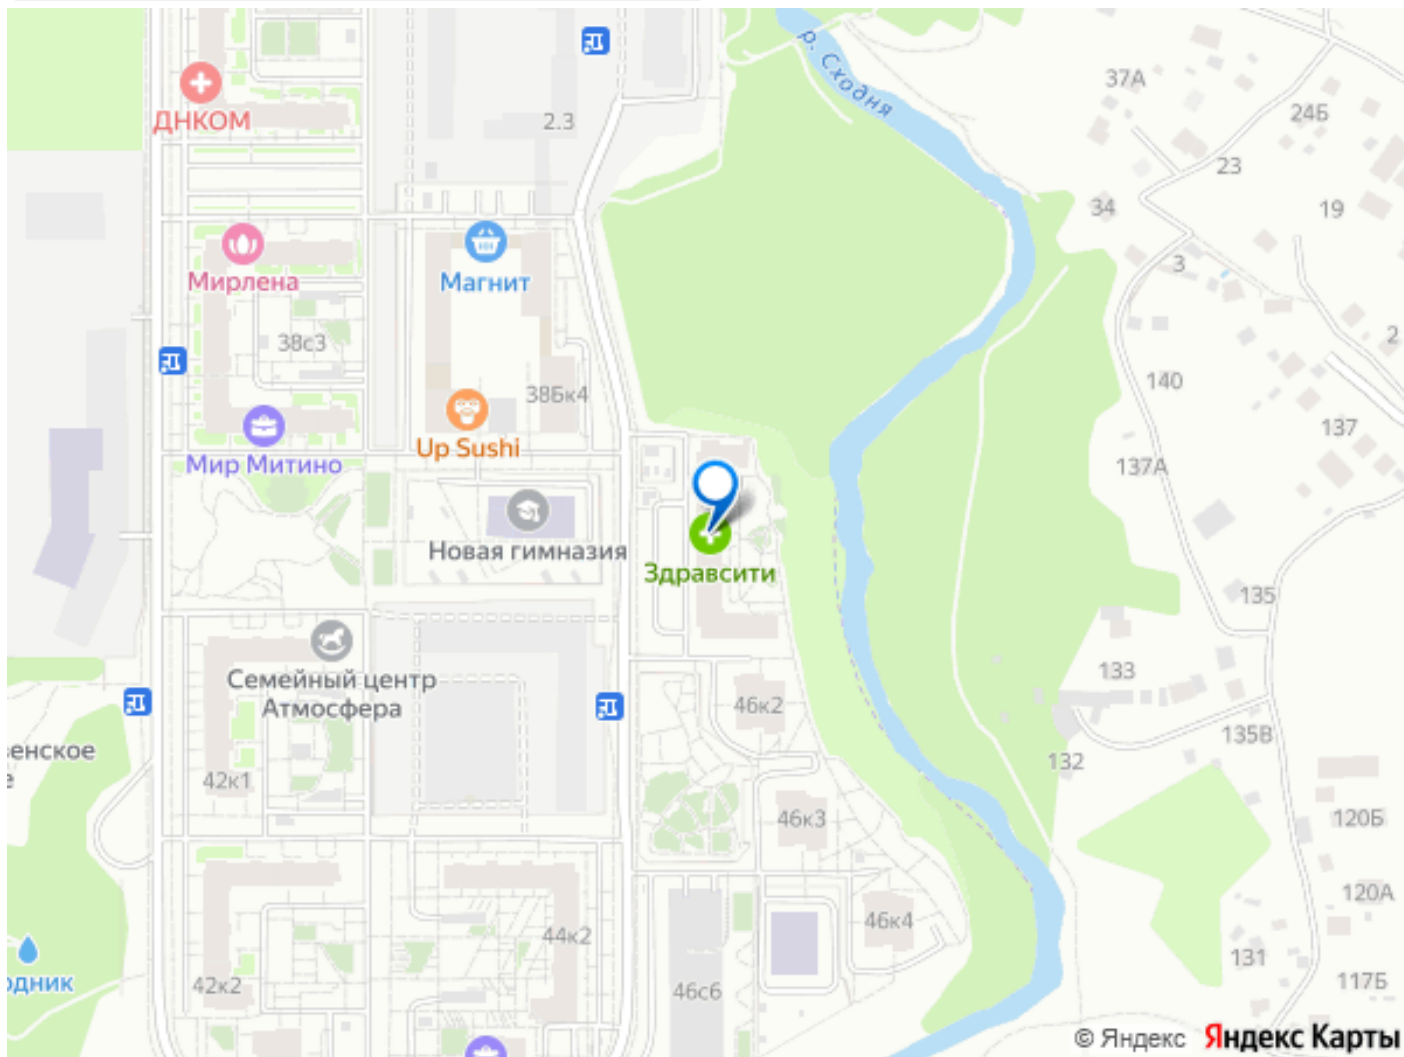 р. Сходня
37А
ДНКОМ
2.3
24Б
23
34
19
3
Мирлена
Магнит
38с3
2
140
38Бк4
137
Up Sushi
Мир Митино
137А
Новая гимназия
Здравсити
135
Семейный центр
Атмосфера
133
46к2
135В
венское
е
132
42к1
46к3
120Б
120А
46к4
44к2
131
одник
42к2
46с6
117Б
© Яндекс Яндекс Карты